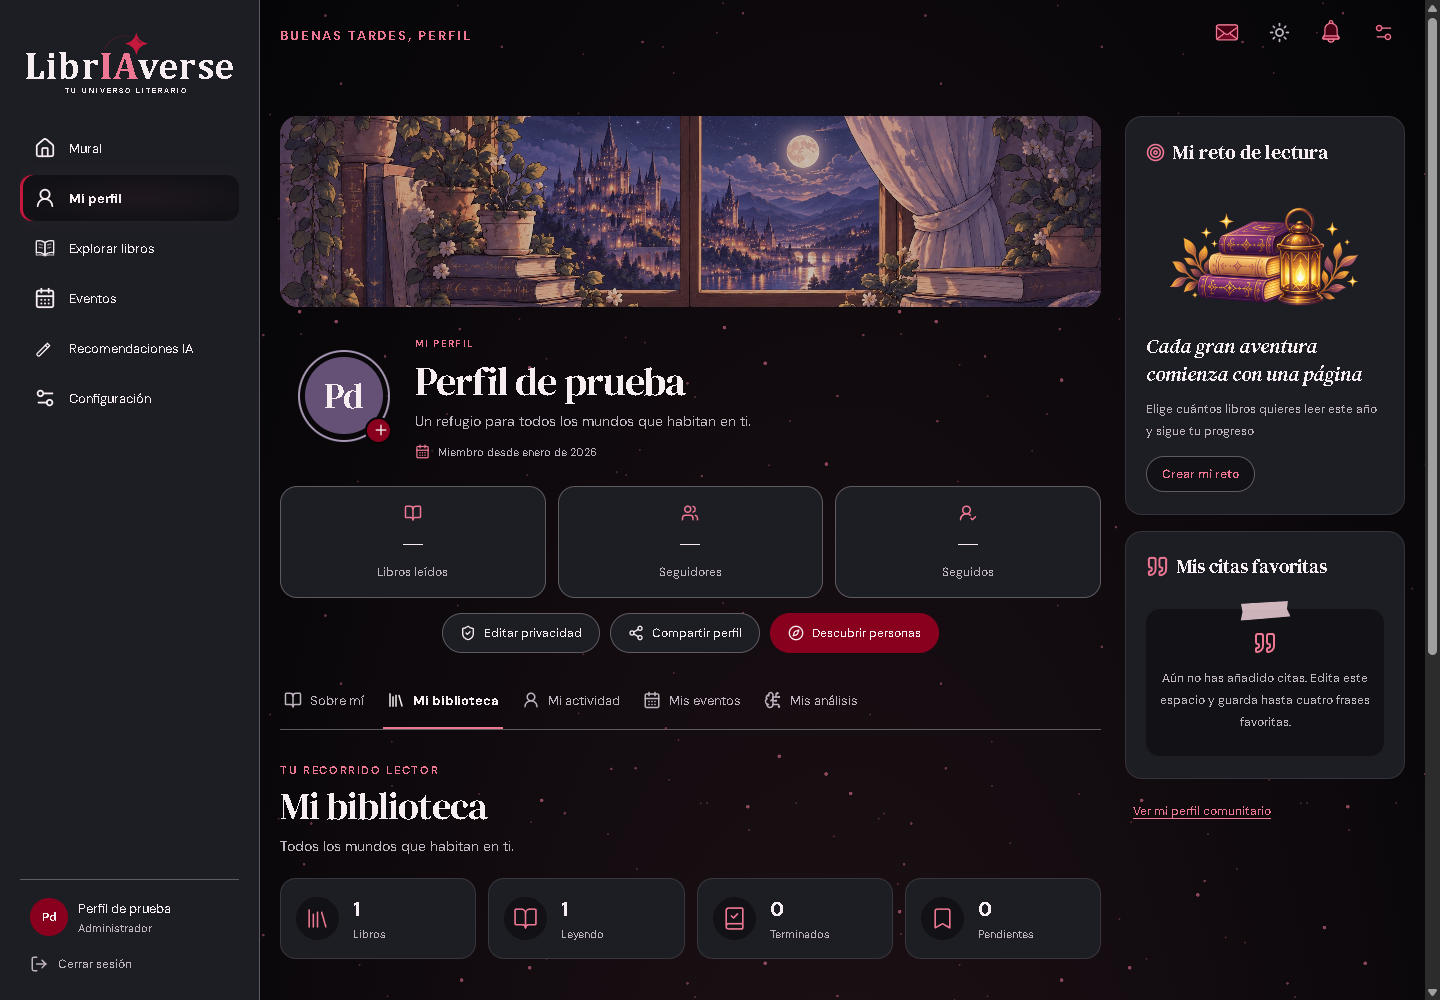 LibrIAverse
TU UNIVERSO LITERARIO
Mural
Mi perfil
Explorar libros
Eventos
Recomendaciones IA
Configuración
Pd
Perfil de prueba
Administrador
Cerrar sesión
BUENAS TARDES, PERFIL
Pd
MI PERFIL
Perfil de prueba
Un refugio para todos los mundos que habitan en ti.
Miembro desde enero de 2026
—
Libros leídos
—
Seguidores
—
Seguidos
Editar privacidad
Compartir perfil
Descubrir personas
Sobre mí
Mi biblioteca
Mi actividad
Mis eventos
Mis análisis
TU RECORRIDO LECTOR
Mi biblioteca
Todos los mundos que habitan en ti.
1
Libros
1
Leyendo
0
Terminados
0
Pendientes
Mi reto de lectura
Cada gran aventura
comienza con una página
Elige cuántos libros quieres leer este año
y sigue tu progreso
Crear mi reto
Mis citas favoritas
Aún no has añadido citas. Edita este
espacio y guarda hasta cuatro frases
favoritas.
Ver mi perfil comunitario